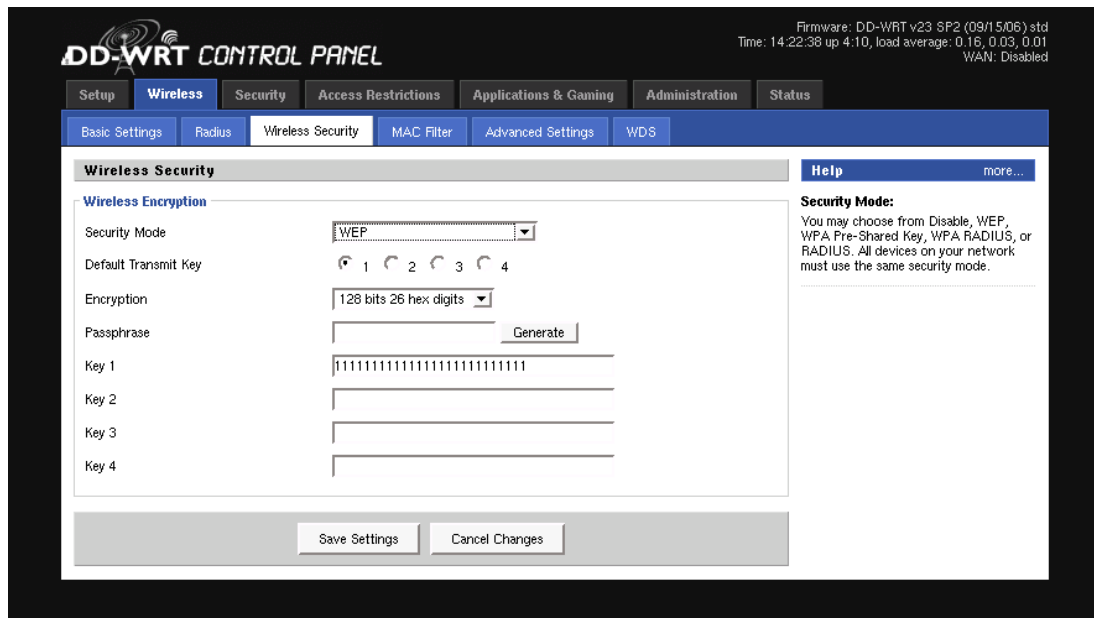 Firmware: DD-WRT v23 SP2 (09/15/06) std
Time: 14:22:38 up 4:10, load average: 0.16, 0.03, 0.01
WAN: Disabled
DD-WRT CONTROL PANEL
Setup Wireless Security Access Restrictions Applications & Gaming Administration Status
Basic Settings Radius Wireless Security MAC Filter Advanced Settings WDS
Wireless Security
Wireless Encryption
Security Mode WEP
Default Transmit Key 1 2 3 4
Encryption 128 bits 26 hex digits
Passphrase Generate
Key 1 11111111111111111111111111
Key 2
Key 3
Key 4
Save Settings Cancel Changes
Help more...
Security Mode:
You may choose from Disable, WEP,
WPA Pre-Shared Key, WPA RADIUS, or
RADIUS. All devices on your network
must use the same security mode.